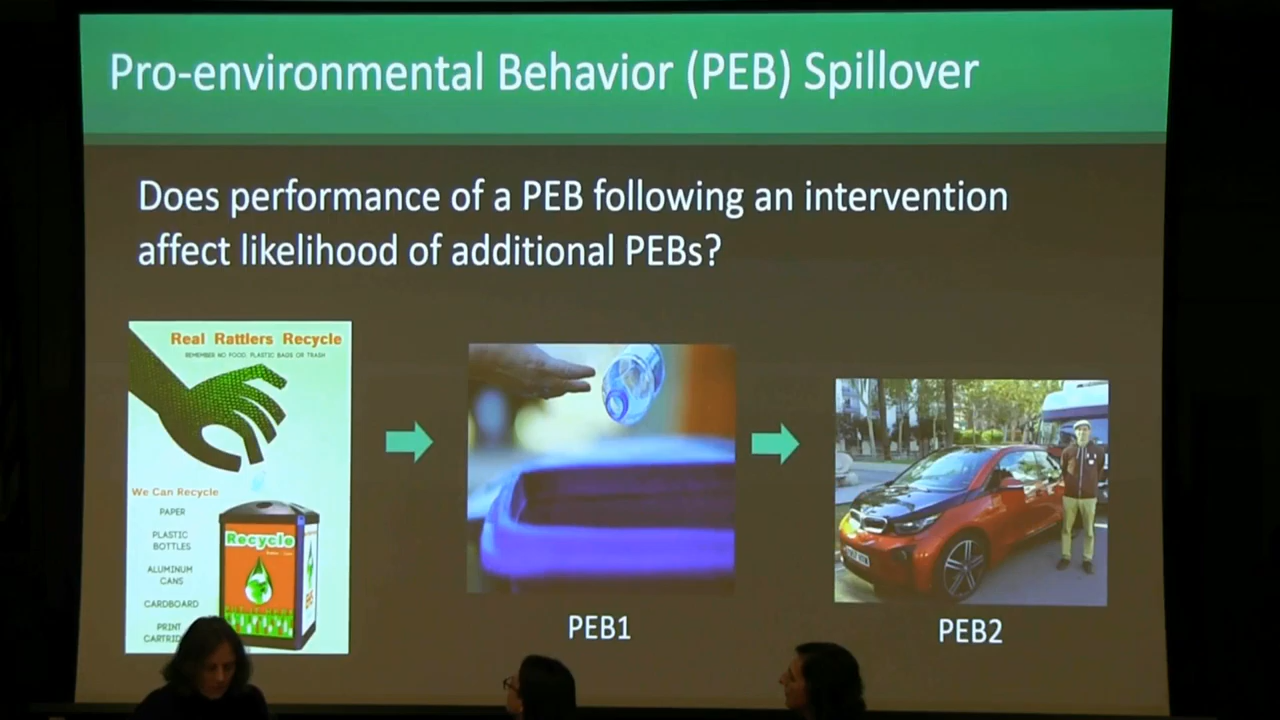 Pro-environmental Behavior (PEB) Spillover
Does performance of a PEB following an intervention
affect likelihood of additional PEBs?
Real Rattlers Recycle
REMEMBER NO FOOD, PLASTIC BAGS OR TRASH
We Can Recycle
PAPER
PLASTIC
BOTTLES
ALUMINUM
CANS
CARDBOARD
PRINT
Recycle
PEB1
PEB2